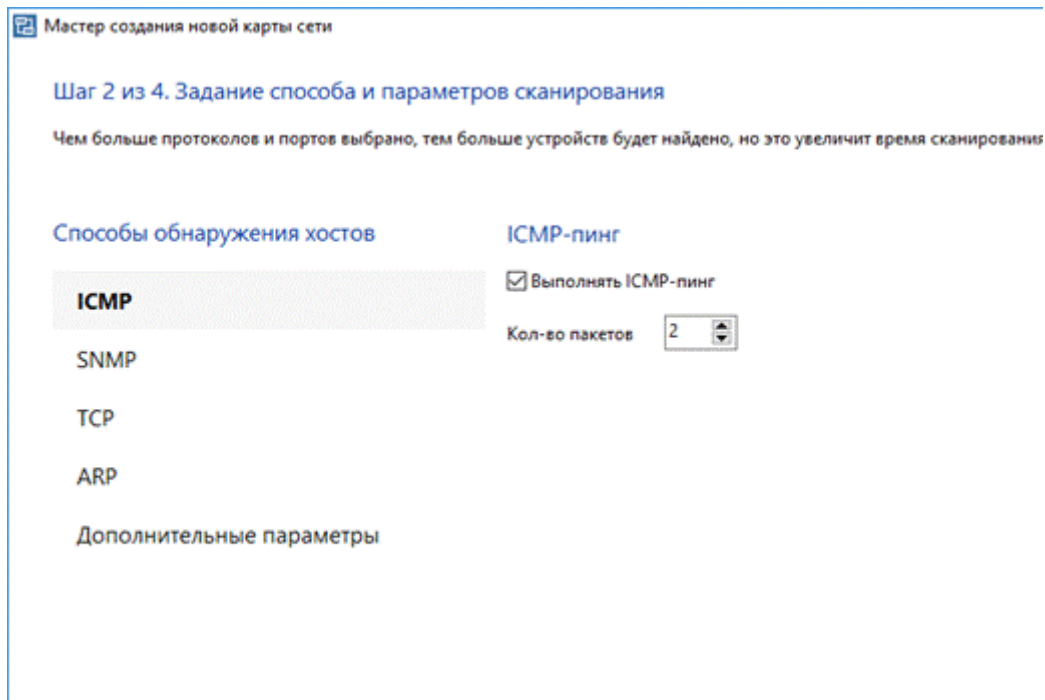 Мастер создания новой карты сети
Шаг 2 из 4. Задание способа и параметров сканирования
Чем больше протоколов и портов выбрано, тем больше устройств будет найдено, но это увеличит время сканирования
Способы обнаружения хостов
ICMP
SNMP
TCP
ARP
Дополнительные параметры
ICMP-пинг
Выполнять ICMP-пинг
Кол-во пакетов 2